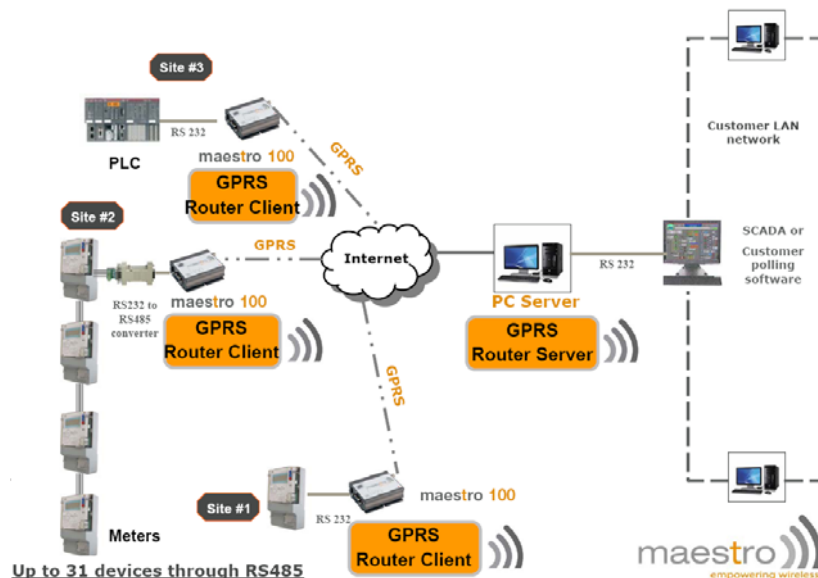 Site #3
RS 232
PLC
GPRS
maestro 100
GPRS
Router Client
Site #2
GPRS
maestro 100
RS232 to
RS485
converter
GPRS
Router Client
Internet
GPRS
Site #1
RS 232
maestro 100
GPRS
Router Client
Meters
Up to 31 devices through RS485
PC Server
GPRS
Router Server
RS 232
Customer LAN
network
SCADA or
Customer
polling
software
maestro
empowering wireless